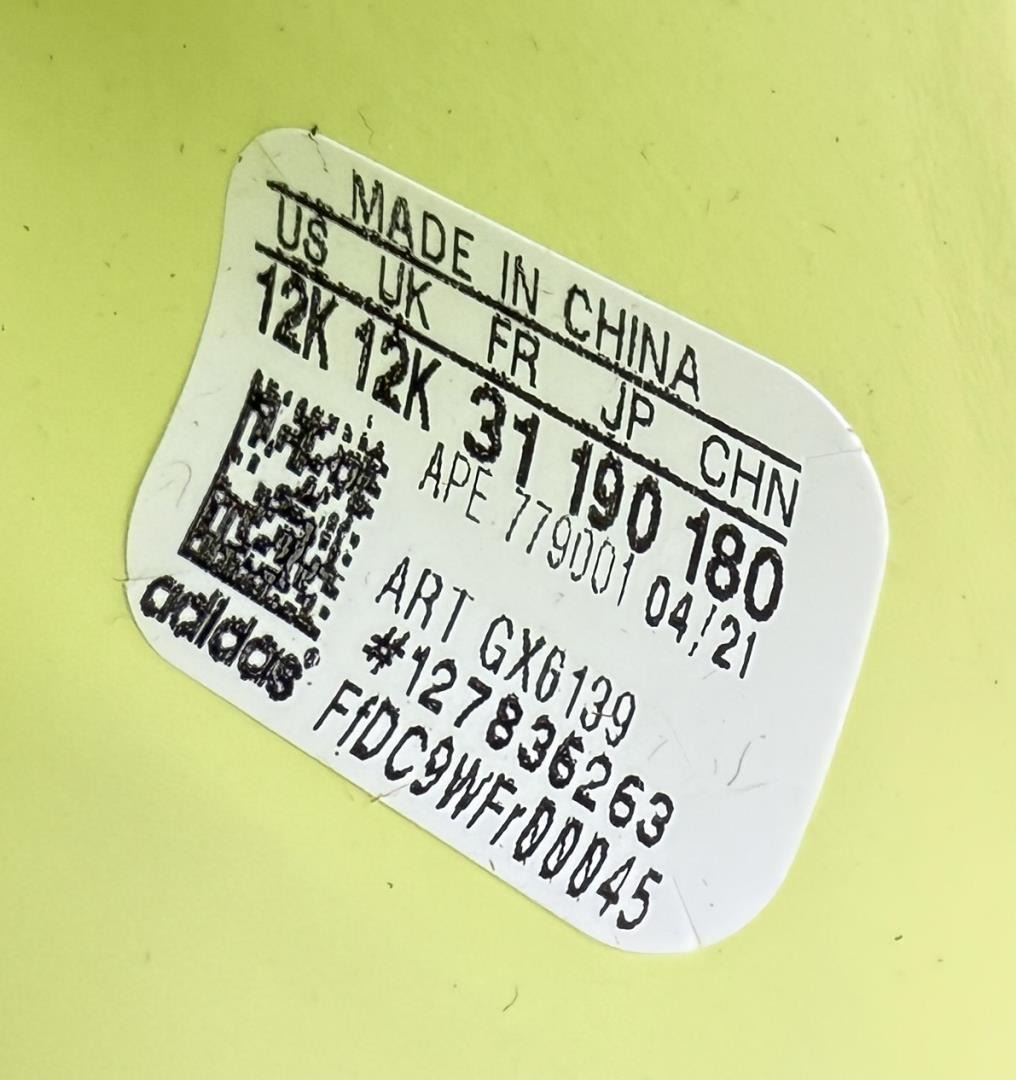 MADE IN CHINA
US UK FR JP CHN
12K 12K 31 190 180
APE 779001 04/21
ART GX6139
#127836263
FfDC9WFr00045
adidas®